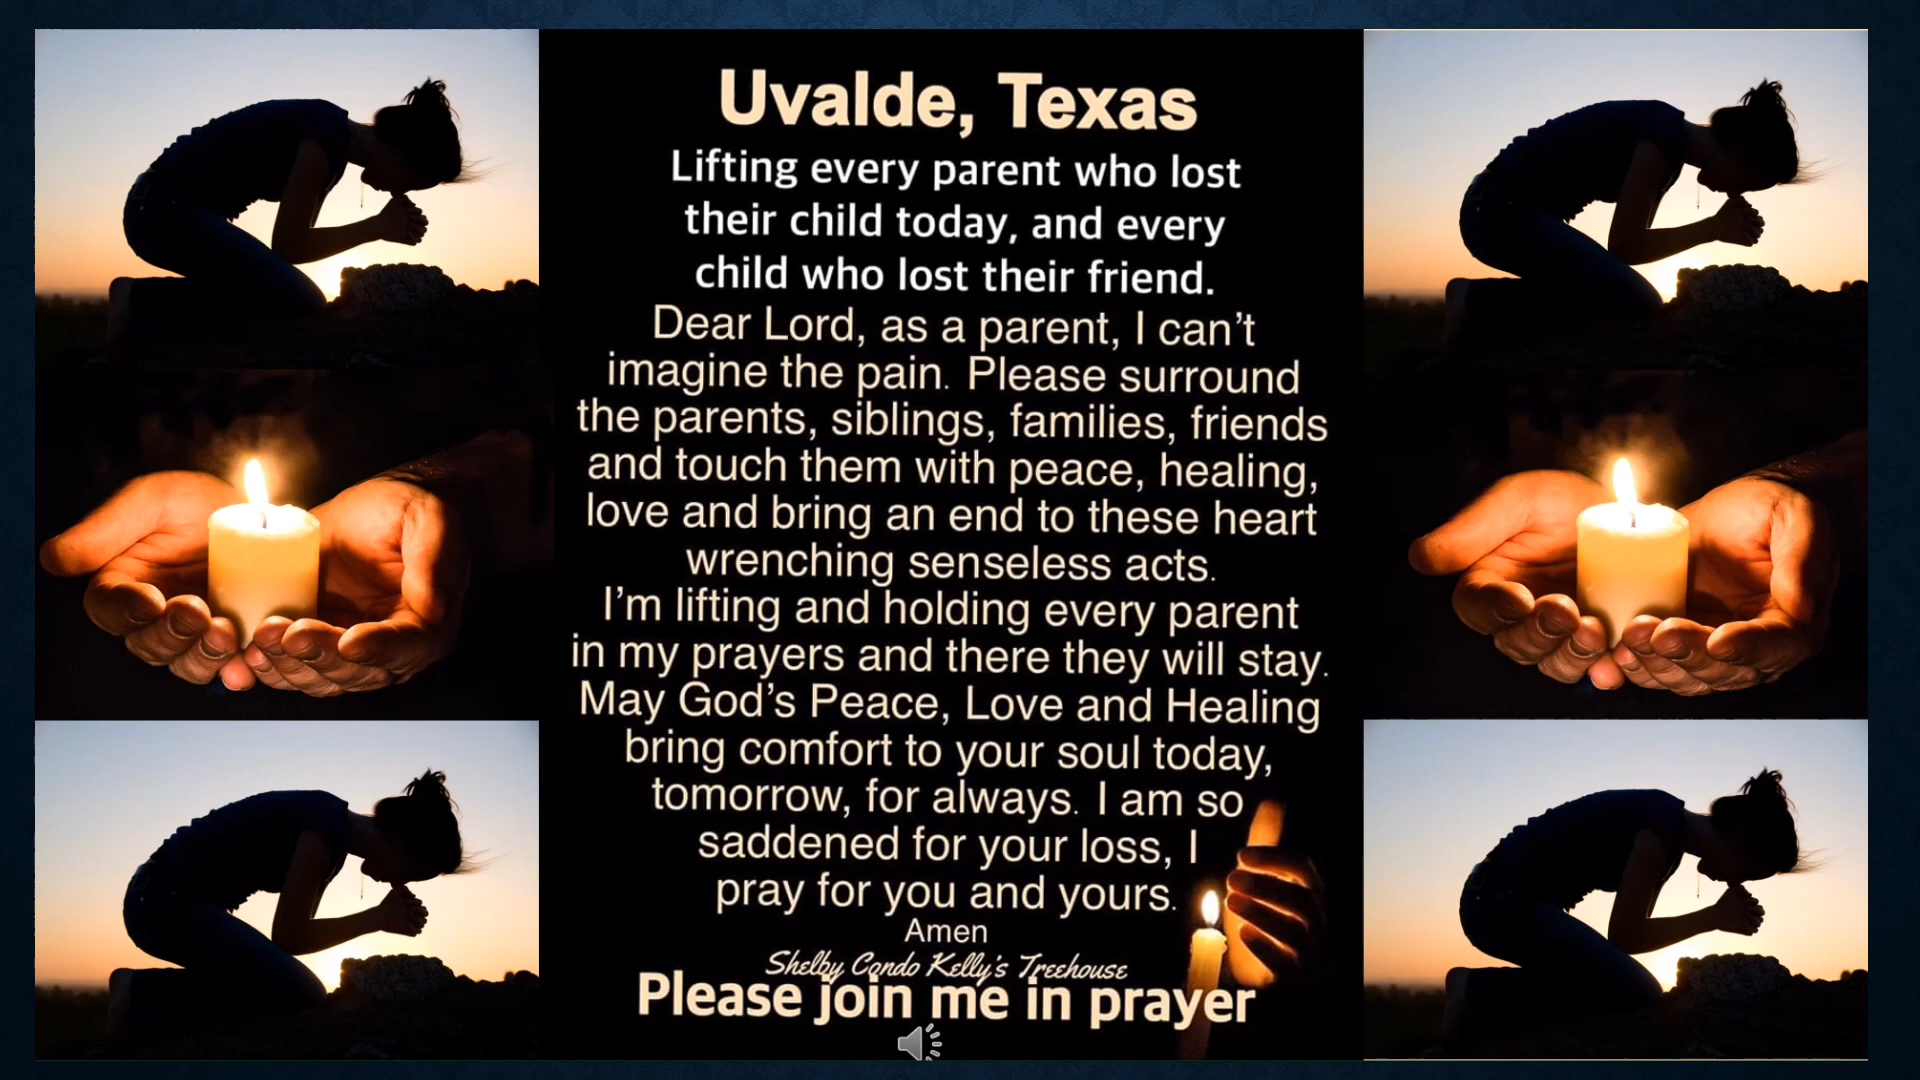 Uvalde, Texas
Lifting every parent who lost
their child today, and every
child who lost their friend.
Dear Lord, as a parent, I can’t
imagine the pain. Please surround
the parents, siblings, families, friends
and touch them with peace, healing,
love and bring an end to these heart
wrenching senseless acts.
I’m lifting and holding every parent
in my prayers and there they will stay.
May God’s Peace, Love and Healing
bring comfort to your soul today,
tomorrow, for always. I am so
saddened for your loss, I
pray for you and yours.
Amen
Shelby Condo Kelly’s Treehouse
Please join me in prayer